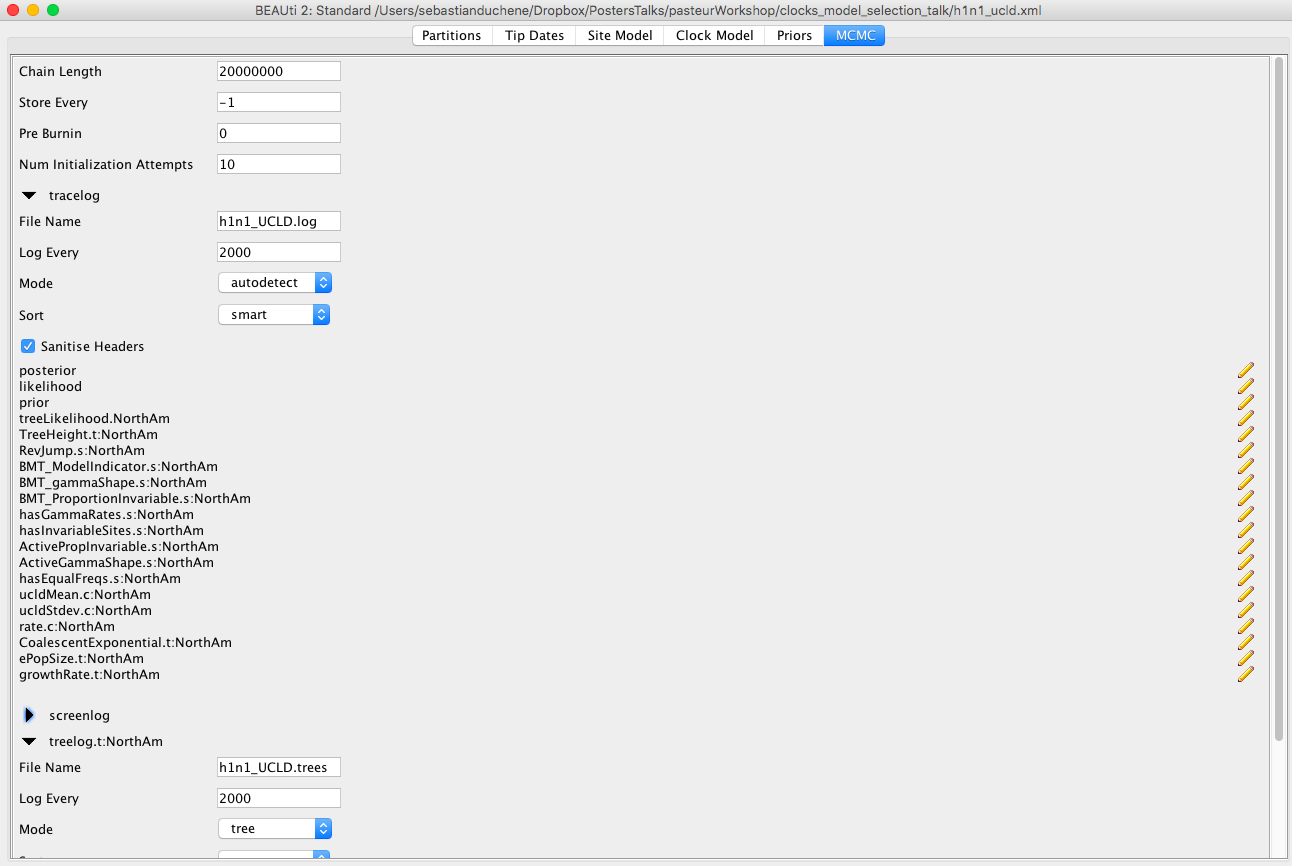 BEAUti 2: Standard /Users/sebastianduchene/Dropbox/PostersTalks/pasteurWorkshop/clocks_model_selection_talk/h1n1_ucld.xml
Partitions Tip Dates Site Model Clock Model Priors MCMC
Chain Length 20000000
Store Every -1
Pre Burnin 0
Num Initialization Attempts 10
tracelog
File Name h1n1_UCLD.log
Log Every 2000
Mode autodetect
Sort smart
Sanitise Headers
posterior
likelihood
prior
treeLikelihood.NorthAm
TreeHeight.t:NorthAm
RevJump.s:NorthAm
BMT_ModelIndicator.s:NorthAm
BMT_gammaShape.s:NorthAm
BMT_ProportionInvariable.s:NorthAm
hasGammaRates.s:NorthAm
hasInvariableSites.s:NorthAm
ActivePropInvariable.s:NorthAm
ActiveGammaShape.s:NorthAm
hasEqualFreqs.s:NorthAm
ucldMean.c:NorthAm
ucldStdev.c:NorthAm
rate.c:NorthAm
CoalescentExponential.t:NorthAm
ePopSize.t:NorthAm
growthRate.t:NorthAm
screenlog
treelog.t:NorthAm
File Name h1n1_UCLD.trees
Log Every 2000
Mode tree